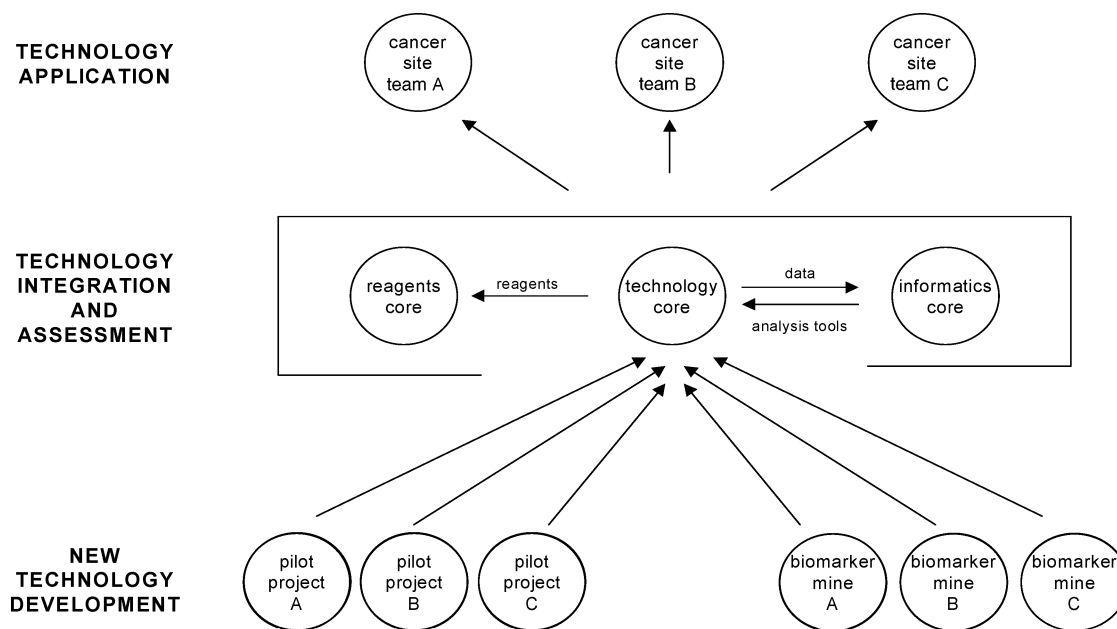 TECHNOLOGY
APPLICATION
cancer
site
team A
cancer
site
team B
cancer
site
team C
TECHNOLOGY
INTEGRATION
AND
ASSESSMENT
reagents
core
reagents
technology
core
data
analysis tools
informatics
core
NEW
TECHNOLOGY
DEVELOPMENT
pilot
project
A
pilot
project
B
pilot
project
C
biomarker
mine
A
biomarker
mine
B
biomarker
mine
C